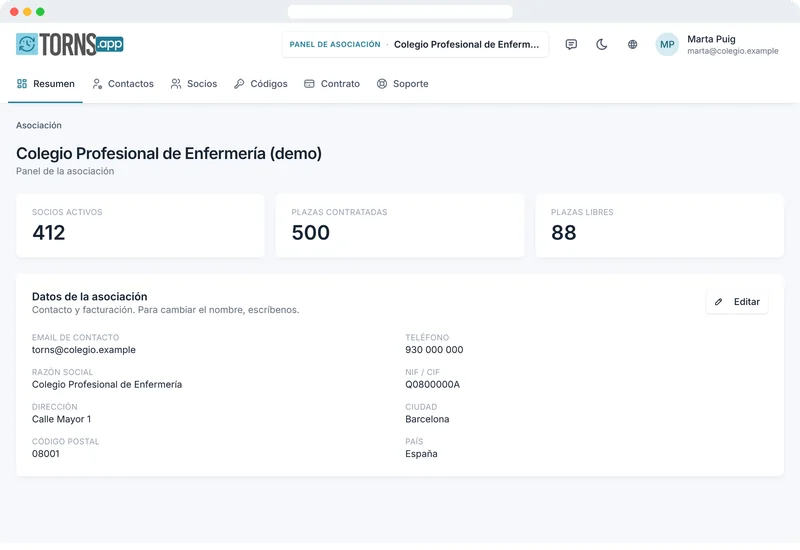 TORNS.app
PANEL DE ASOCIACIÓN · Colegio Profesional de Enferm...
MP
Marta Puig
marta@colegio.example
Resumen
Contactos
Socios
Códigos
Contrato
Soporte
Asociación
Colegio Profesional de Enfermería (demo)
Panel de la asociación
SOCIOS ACTIVOS
412
PLAZAS CONTRATADAS
500
PLAZAS LIBRES
88
Datos de la asociación
Contacto y facturación. Para cambiar el nombre, escríbenos.
Editar
EMAIL DE CONTACTO
torns@colegio.example
TELÉFONO
930 000 000
RAZÓN SOCIAL
Colegio Profesional de Enfermería
NIF / CIF
Q0800000A
DIRECCIÓN
Calle Mayor 1
CIUDAD
Barcelona
CÓDIGO POSTAL
08001
PAÍS
España